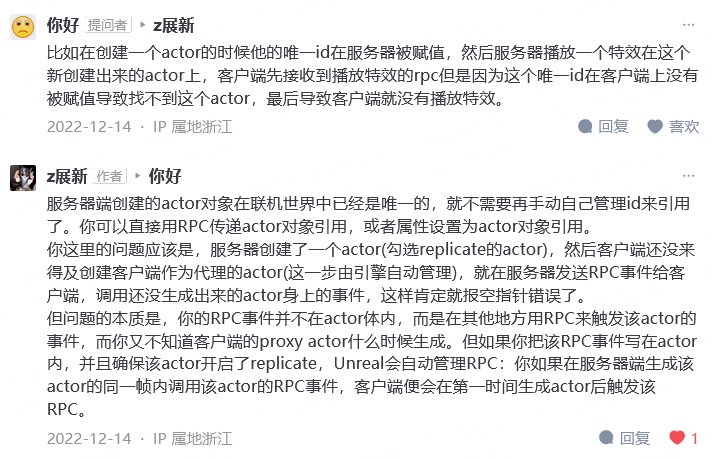 你好 提问者 ▸ z展新
比如在创建一个actor的时候他的唯一id在服务器被赋值，然后服务器播放一个特效在这个
新创建出来的actor上，客户端先接收到播放特效的rpc但是因为这个唯一id在客户端上没有
被赋值导致找不到这个actor，最后导致客户端就没有播放特效。
2022-12-14 · IP 属地浙江 回复 喜欢
z展新 作者 ▸ 你好
服务器端创建的actor对象在联机世界中已经是唯一的，就不需要再手动自己管理id来引用
了。你可以直接用RPC传递actor对象引用，或者属性设置为actor对象引用。
你这里的问题应该是，服务器创建了一个actor(勾选replicate的actor)，然后客户端还没来
得及创建客户端作为代理的actor(这一步由引擎自动管理)，就在服务器发送RPC事件给客
户端，调用还没生成出来的actor身上的事件，这样肯定就报空指针错误了。
但问题的本质是，你的RPC事件并不在actor体内，而是在其他地方用RPC来触发该actor的
事件，而你又不知道客户端的proxy actor什么时候生成。但如果你把该RPC事件写在actor
内，并且确保该actor开启了replicate，Unreal会自动管理RPC：你如果在服务器端生成该
actor的同一帧内调用该actor的RPC事件，客户端便会在第一时间生成actor后触发该
RPC。
2022-12-14 · IP 属地浙江 回复 1